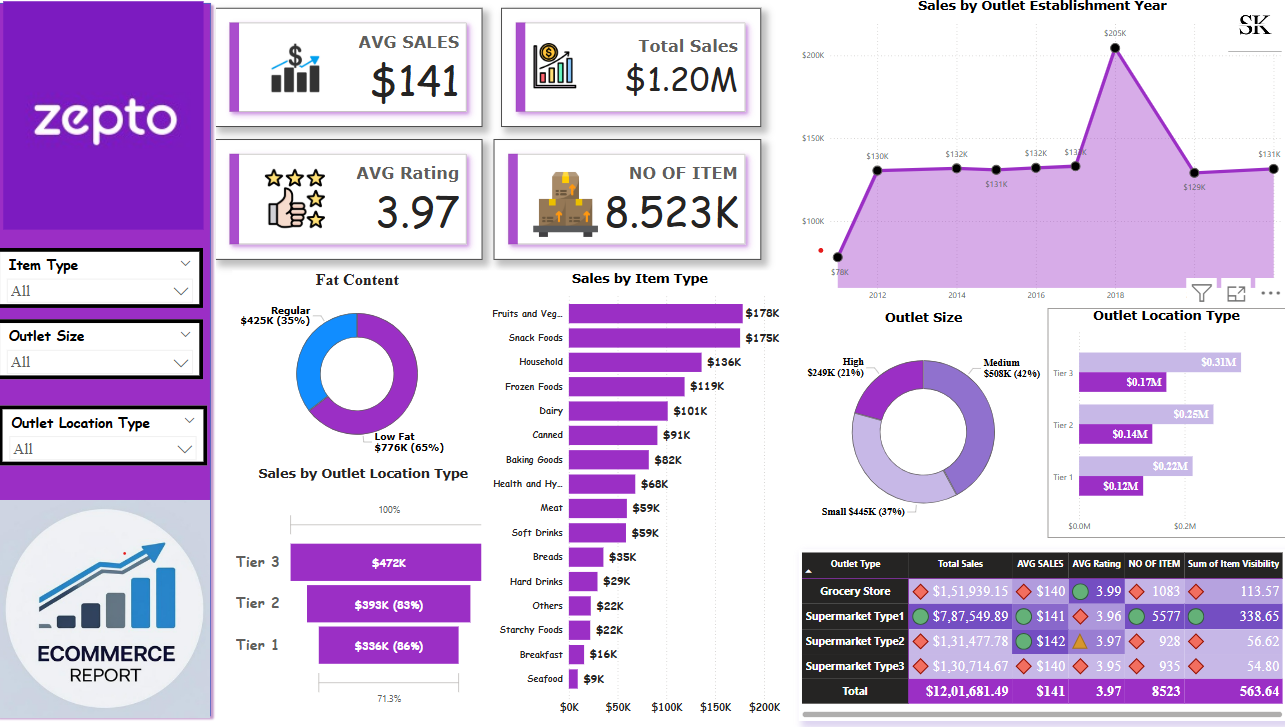 zepto
Item Type
All
Outlet Size
All
Outlet Location Type
All
ECOMMERCE
REPORT
AVG SALES
$141
Total Sales
$1.20M
AVG Rating
3.97
NO OF ITEM
8.523K
Sales by Outlet Establishment Year
SK
$200K
$150K
$100K
$78K
$130K
$132K
$131K
$132K
$205K
$129K
$131K
2012
2014
2016
2018
Fat Content
Regular
$425K (35%)
Low Fat
$776K (65%)
Sales by Outlet Location Type
100%
Tier 3 $472K
Tier 2 $393K (83%)
Tier 1 $336K (86%)
71.3%
Sales by Item Type
Fruits and Veg... $178K
Snack Foods $175K
Household $136K
Frozen Foods $119K
Dairy $101K
Canned $91K
Baking Goods $82K
Health and Hy... $68K
Meat $59K
Soft Drinks $59K
Breads $35K
Hard Drinks $29K
Others $22K
Starchy Foods $22K
Breakfast $16K
Seafood $9K
$0K $50K $100K $150K $200K
Outlet Size
High
$249K (21%)
Medium
$508K (42%)
Small $445K (37%)
Outlet Location Type
Tier 3
$0.31M
$0.17M
Tier 2
$0.25M
$0.14M
Tier 1
$0.22M
$0.12M
$0.0M $0.2M
Outlet Type Total Sales AVG SALES AVG Rating NO OF ITEM Sum of Item Visibility
Grocery Store $1,51,939.15 $140 3.99 1083 113.57
Supermarket Type1 $7,87,549.89 $141 3.96 5577 338.65
Supermarket Type2 $1,31,477.78 $142 3.97 928 56.62
Supermarket Type3 $1,30,714.67 $140 3.95 935 54.80
Total $12,01,681.49 $141 3.97 8523 563.64